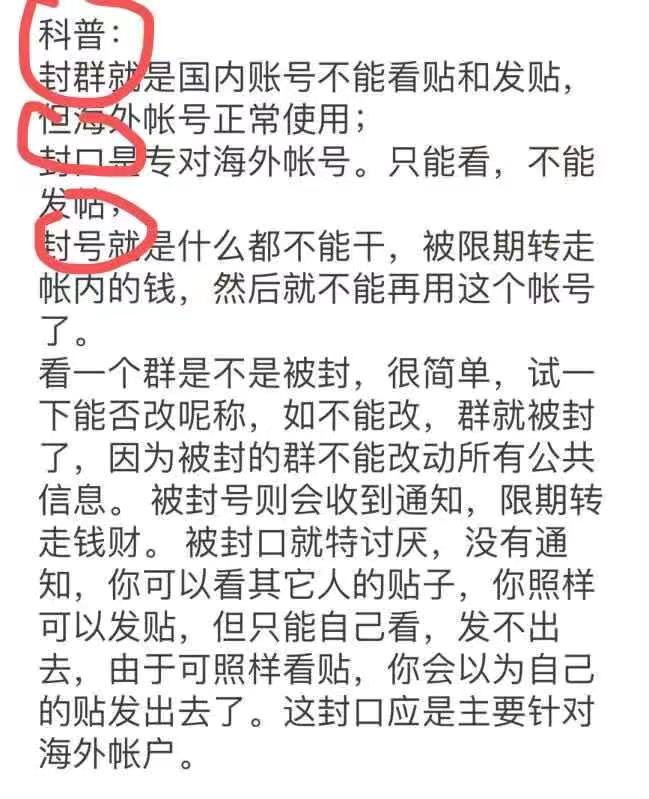 科普：
封群就是国内账号不能看贴和发贴，
但海外帐号正常使用；
封口是专对海外帐号。只能看，不能
发帖；
封号就是什么都不能干，被限期转走
帐内的钱，然后就不能再用这个帐号
了。
看一个群是不是被封，很简单，试一
下能否改呢称，如不能改，群就被封
了，因为被封的群不能改动所有公共
信息。 被封号则会收到通知，限期转
走钱财。 被封口就特讨厌，没有通
知，你可以看其它人的贴子，你照样
可以发贴，但只能自己看，发不出
去，由于可照样看贴，你会以为自己
的贴发出去了。这封口应是主要针对
海外帐户。